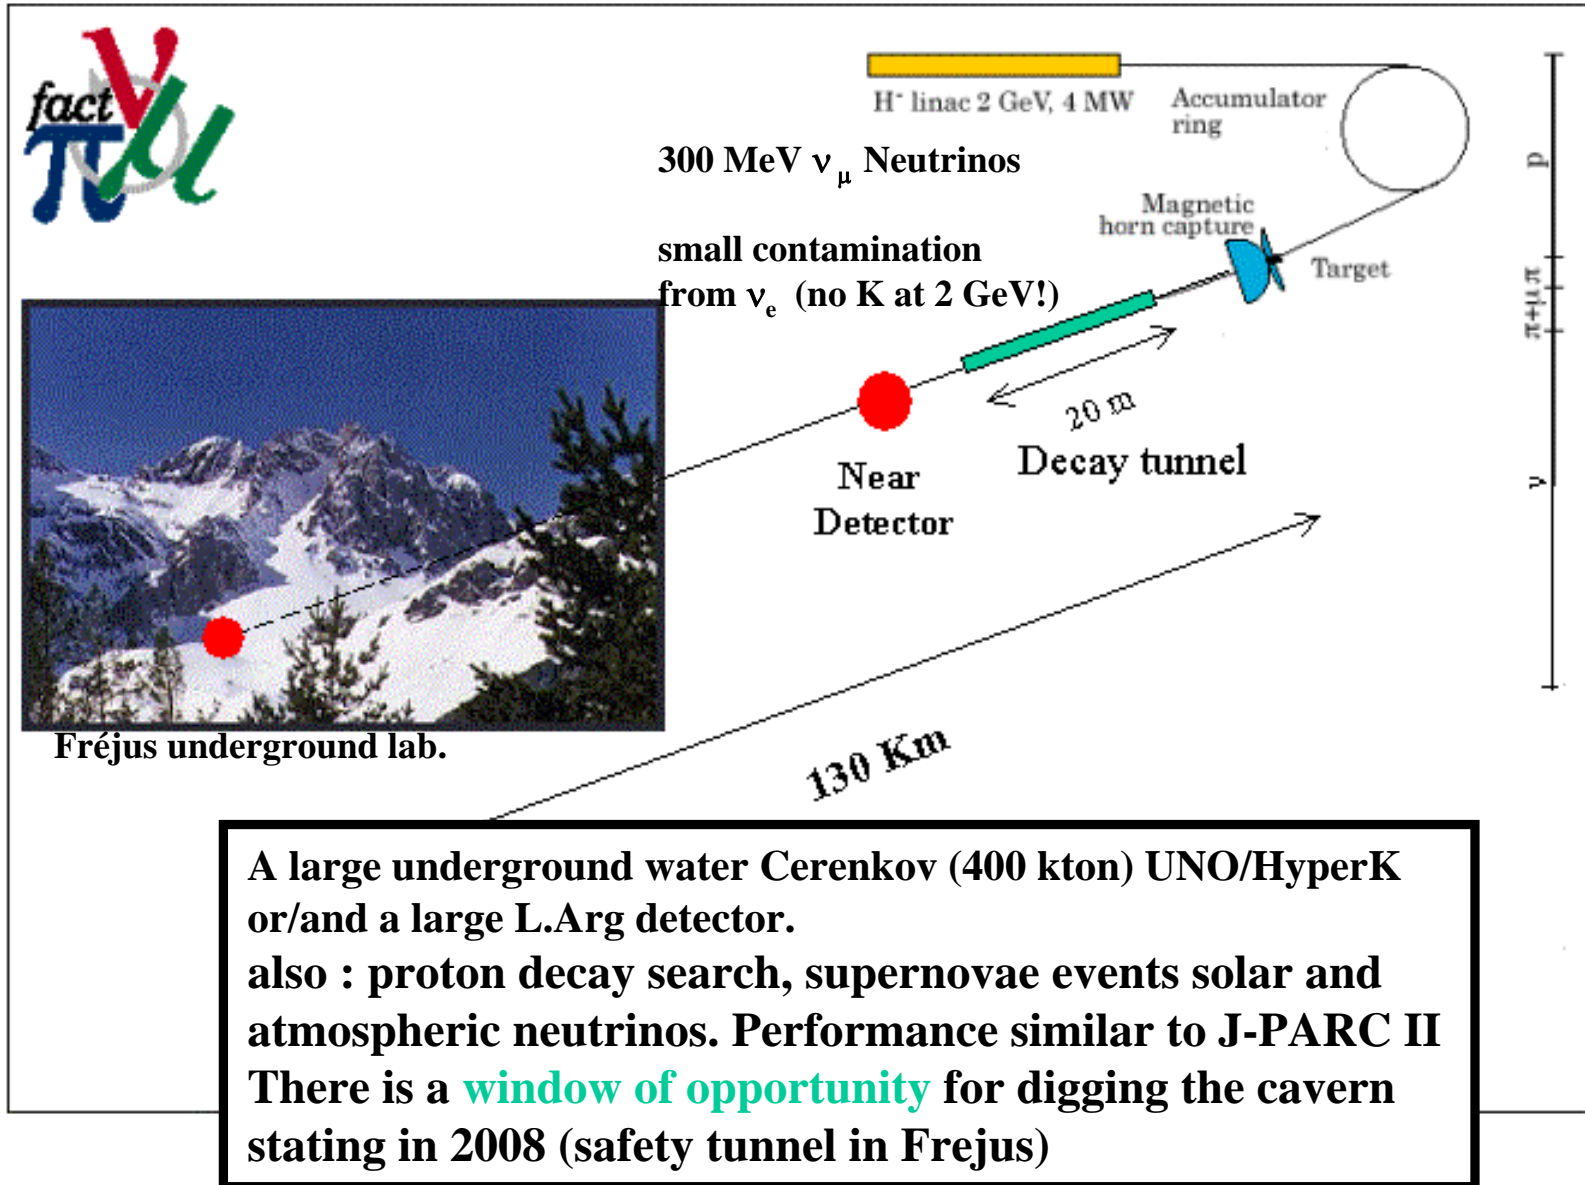 fact
ν
π
μ
H⁻ linac 2 GeV, 4 MW
Accumulator
ring
300 MeV ν μ Neutrinos
small contamination
from νe (no K at 2 GeV!)
Magnetic
horn capture
Target
p
π
π+μ
ν
20 m
Decay tunnel
Near
Detector
130 Km
Fréjus underground lab.
A large underground water Cerenkov (400 kton) UNO/HyperK
or/and a large L.Arg detector.
also : proton decay search, supernovae events solar and
atmospheric neutrinos. Performance similar to J-PARC II
There is a window of opportunity for digging the cavern
stating in 2008 (safety tunnel in Frejus)